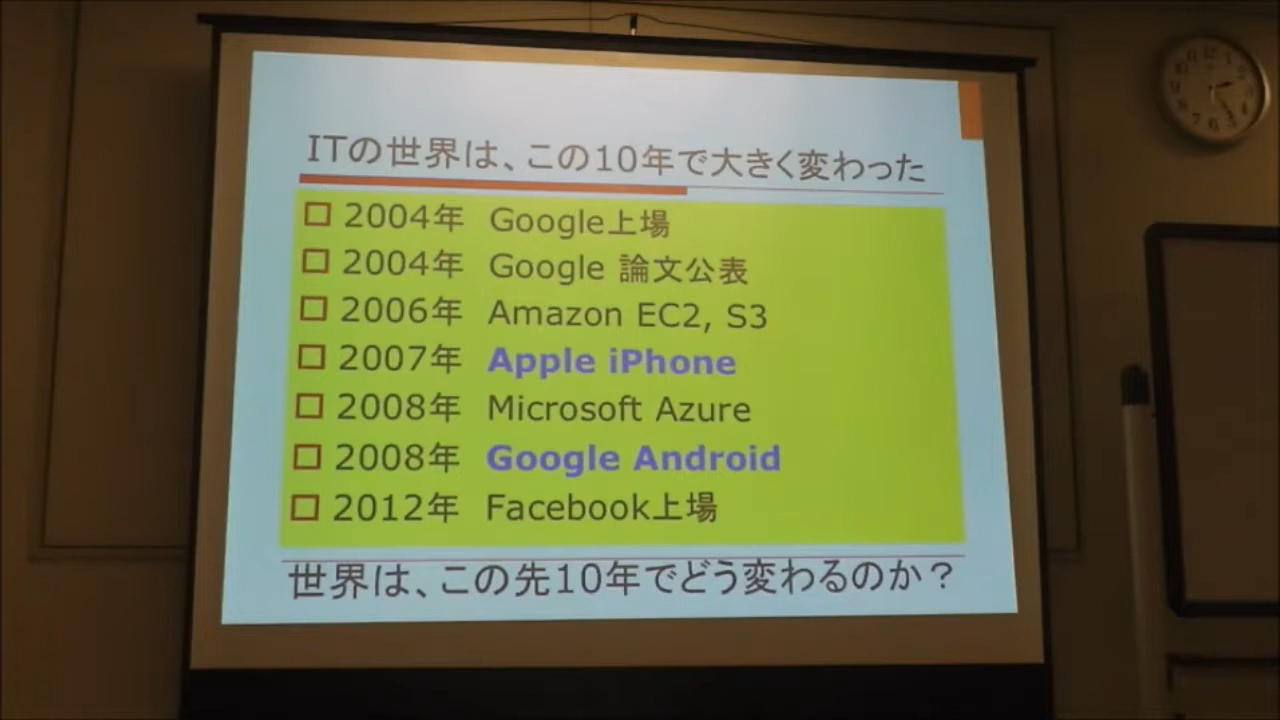 ITの世界は、この10年で大きく変わった
2004年 Google上場
2004年 Google 論文公表
2006年 Amazon EC2, S3
2007年 Apple iPhone
2008年 Microsoft Azure
2008年 Google Android
2012年 Facebook上場
世界は、この先10年でどう変わるのか？